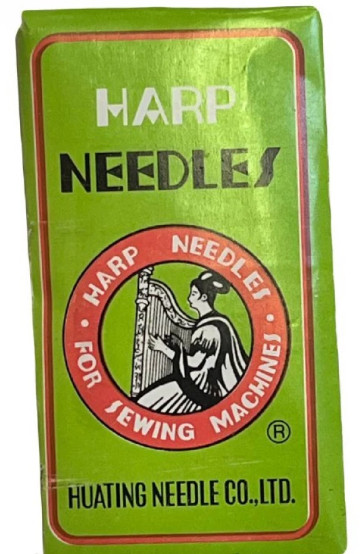 HARP
NEEDLES
• HARP NEEDLES •
FOR SEWING MACHINES
®
HUATING NEEDLE CO.,LTD.